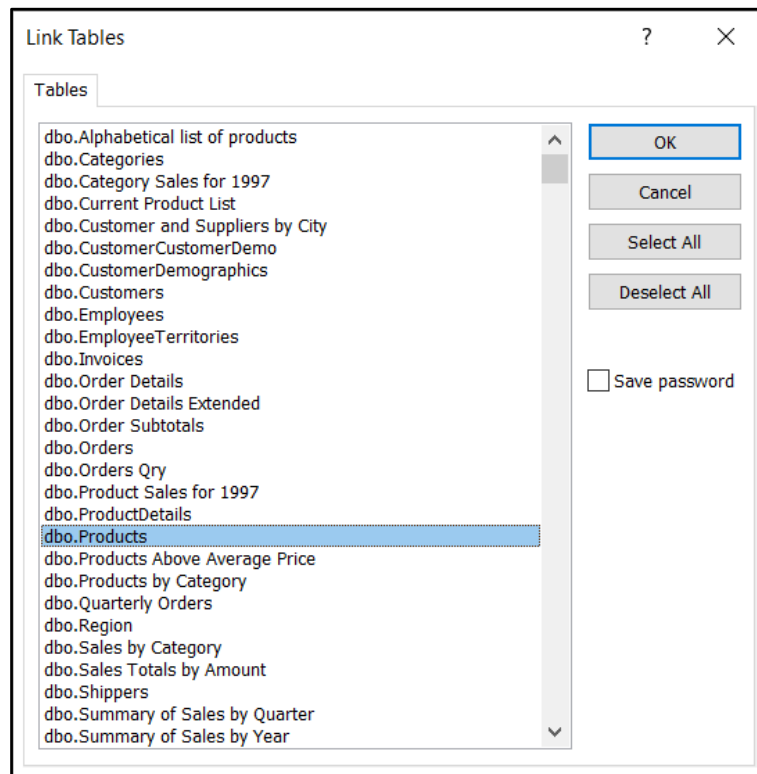 Link Tables
?
Tables
dbo.Alphabetical list of products
dbo.Categories
dbo.Category Sales for 1997
dbo.Current Product List
dbo.Customer and Suppliers by City
dbo.CustomerCustomerDemo
dbo.CustomerDemographics
dbo.Customers
dbo.Employees
dbo.EmployeeTerritories
dbo.Invoices
dbo.Order Details
dbo.Order Details Extended
dbo.Order Subtotals
dbo.Orders
dbo.Orders Qry
dbo.Product Sales for 1997
dbo.ProductDetails
dbo.Products
dbo.Products Above Average Price
dbo.Products by Category
dbo.Quarterly Orders
dbo.Region
dbo.Sales by Category
dbo.Sales Totals by Amount
dbo.Shippers
dbo.Summary of Sales by Quarter
dbo.Summary of Sales by Year
OK
Cancel
Select All
Deselect All
Save password